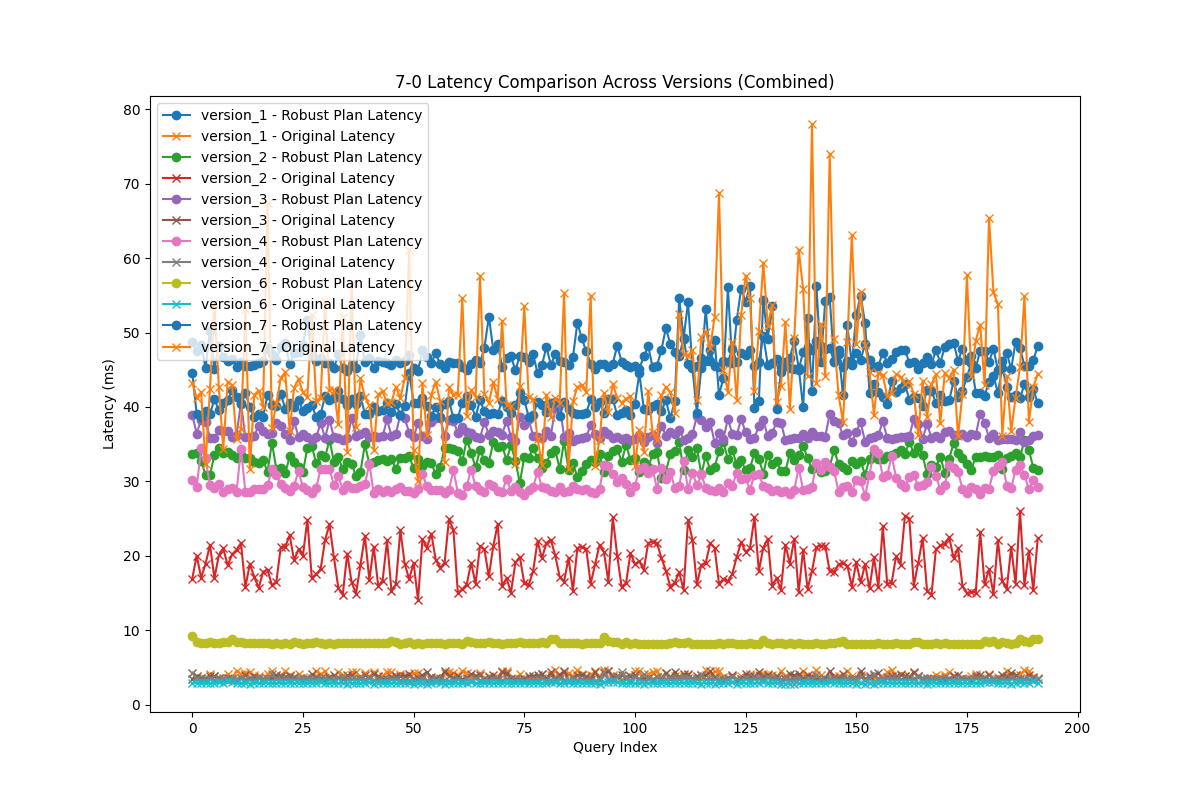 7-0 Latency Comparison Across Versions (Combined)
version_1 - Robust Plan Latency
version_1 - Original Latency
version_2 - Robust Plan Latency
version_2 - Original Latency
version_3 - Robust Plan Latency
version_3 - Original Latency
version_4 - Robust Plan Latency
version_4 - Original Latency
version_6 - Robust Plan Latency
version_6 - Original Latency
version_7 - Robust Plan Latency
version_7 - Original Latency
Latency (ms)
80
70
60
50
40
30
20
10
0
0 25 50 75 100 125 150 175 200
Query Index